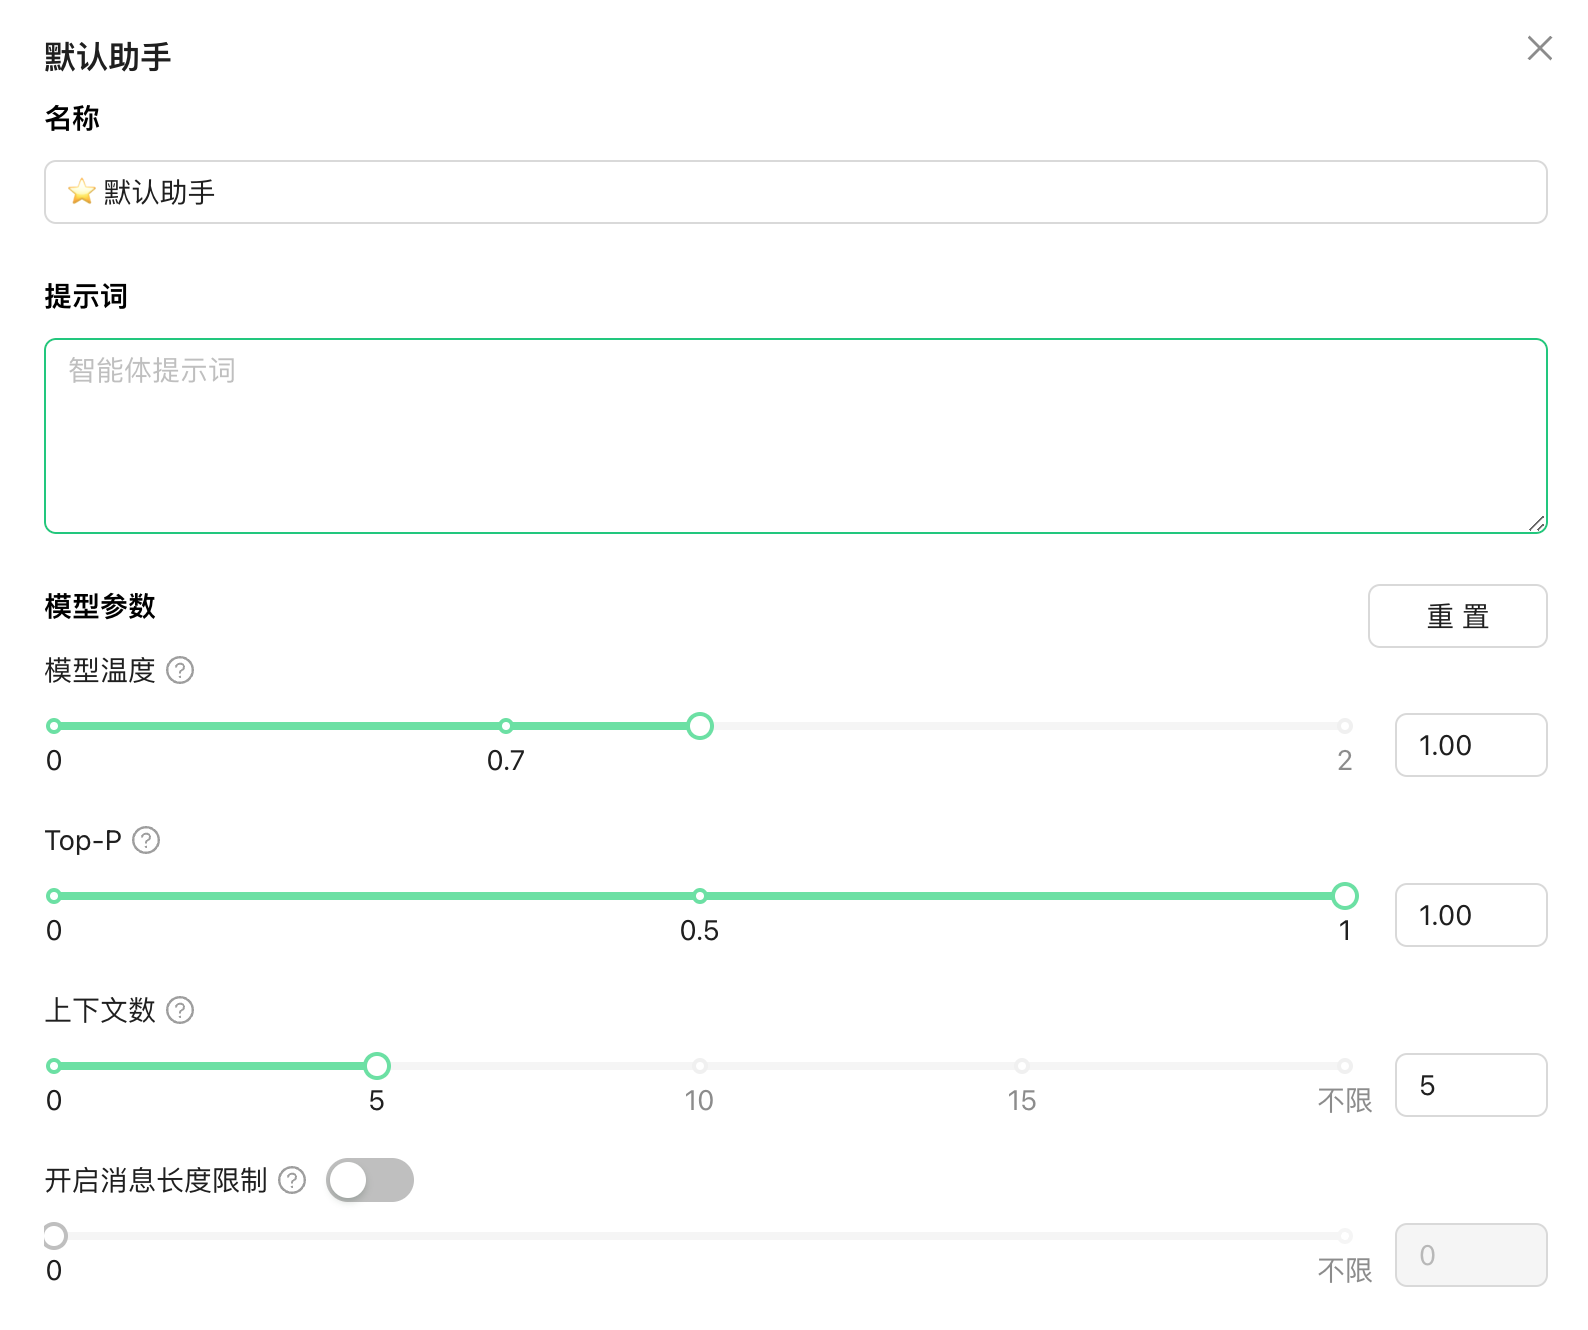 默认助手
名称
⭐ 默认助手
提示词
智能体提示词
模型参数
重 置
模型温度 ?
0 0.7 2
1.00
Top-P ?
0 0.5 1
1.00
上下文数 ?
0 5 10 15 不限
5
开启消息长度限制 ?
0 不限
0